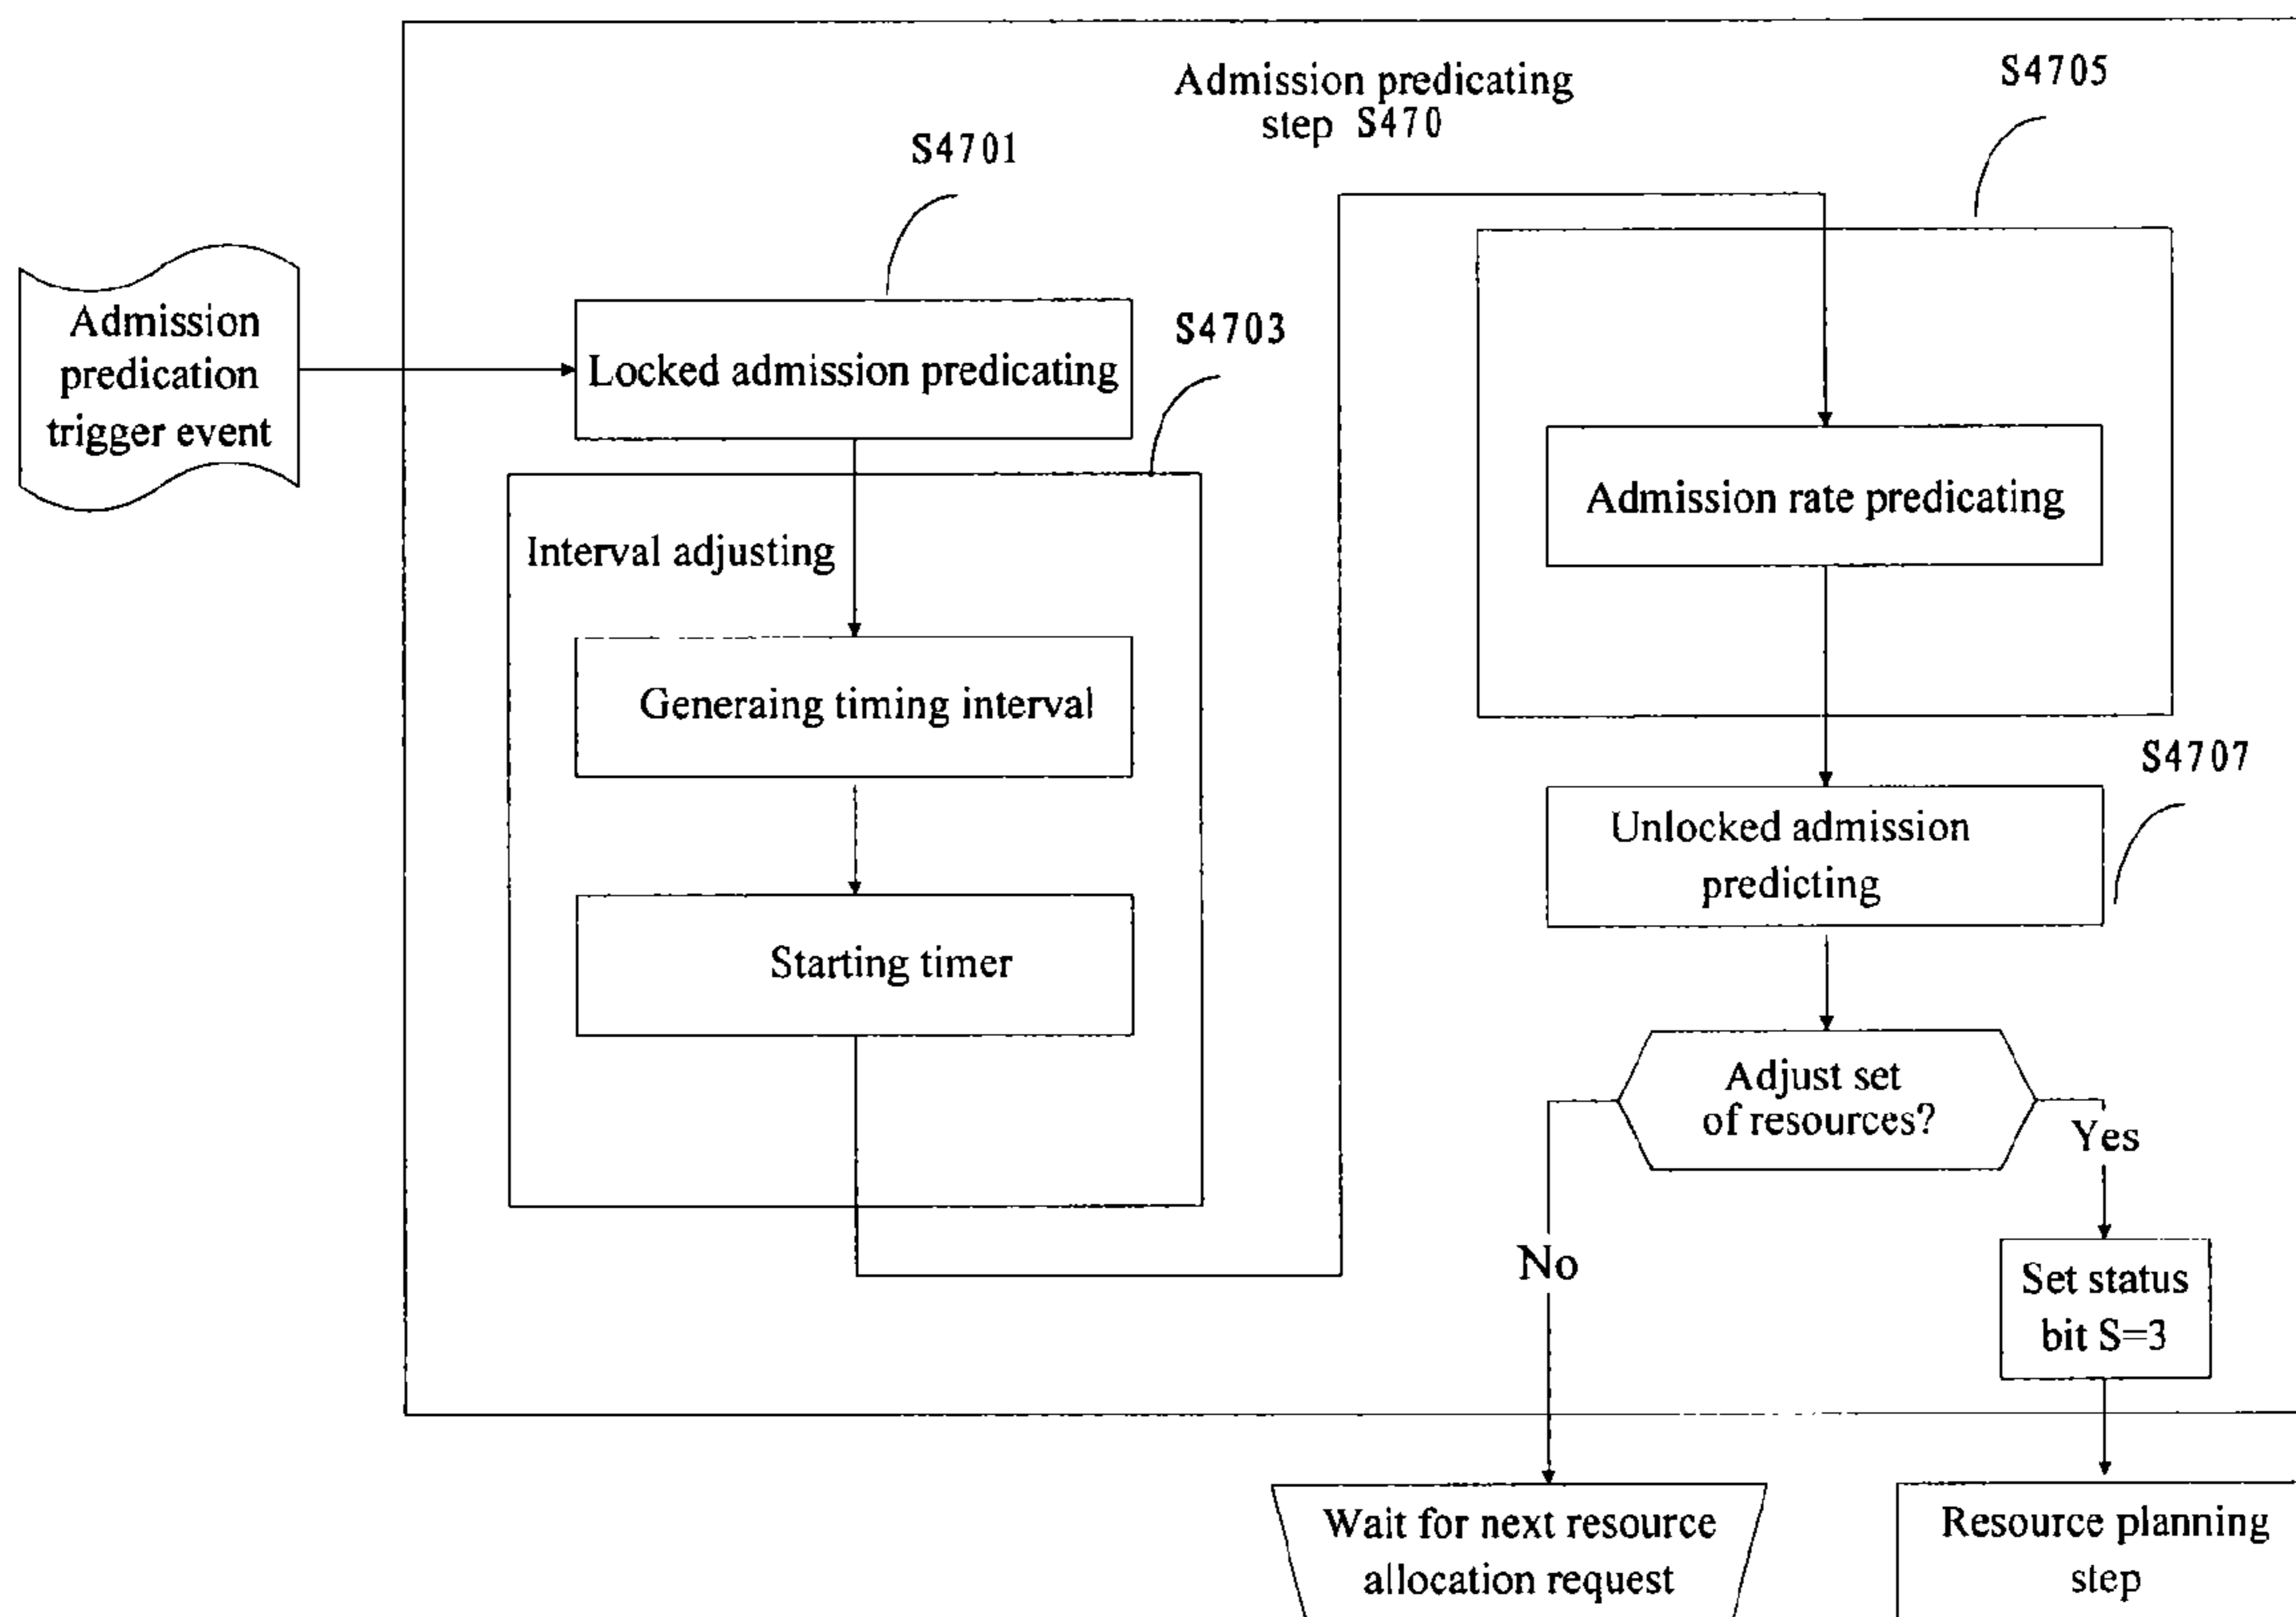 Admission predicating
step S470
S4705
S4701
Admission
predication
trigger event
Locked admission predicating
S4703
Interval adjusting
Generaing timing interval
Starting timer
Admission rate predicating
S4707
Unlocked admission
predicting
Adjust set
of resources?
Yes
No
Set status
bit S=3
Wait for next resource
allocation request
Resource planning
step